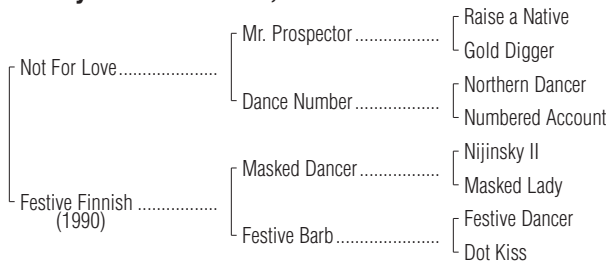 Raise a Native
Mr. Prospector ...................
Gold Digger
Not For Love.......................
Northern Dancer
Dance Number ...................
Numbered Account
Nijinsky II
Masked Dancer ..................
Masked Lady
Festive Finnish ..................
(1990)
Festive Dancer
Festive Barb .......................
Dot Kiss